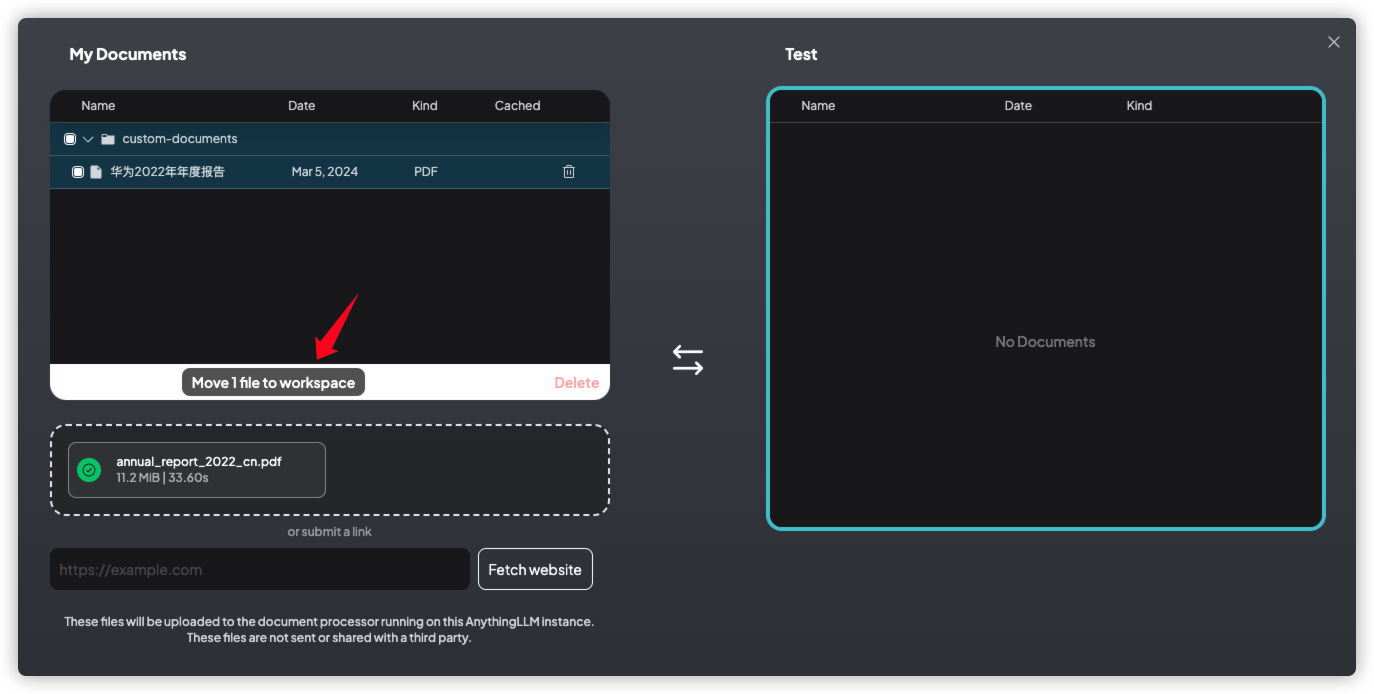 My Documents
Name Date Kind Cached
custom-documents
华为2022年年度报告 Mar 5, 2024 PDF
Move 1 file to workspace Delete
annual_report_2022_cn.pdf
11.2 MiB | 33.60s
or submit a link
https://example.com Fetch website
These files will be uploaded to the document processor running on this AnythingLLM instance.
These files are not sent or shared with a third party.
Test
Name Date Kind
No Documents